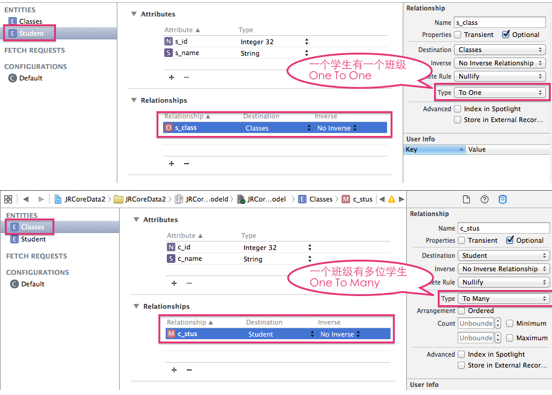 ENTITIES
E Classes
E Student
FETCH REQUESTS
CONFIGURATIONS
C Default
Attributes
Attribute Type
N s_id Integer 32
S s_name String
+ −
Relationships
Relationship Destination Inverse
O s_class Classes No Inverse
+ −
一个学生有一个班级
One To One
Relationship
Name s_class
Properties Transient Optional
Destination Classes
Inverse No Inverse Relationship
ete Rule Nullify
Type To One
Advanced Index in Spotlight
Store in External Recor...
User Info
Key Value
JRCoreData2 JRCoreData2 JRCor...odeld JRCor...odel E Classes M c_stus
ENTITIES
E Classes
E Student
FETCH REQUESTS
CONFIGURATIONS
C Default
Attributes
Attribute Type
N c_id Integer 32
S c_name String
+ −
Relationships
Relationship Destination Inverse
M c_stus Student No Inverse
+ −
一个班级有多位学生
One To Many
Relationship
Name c_stus
Properties Transient Optional
Destination Student
Inverse No Inverse Relationship
ete Rule Nullify
Type To Many
Arrangement Ordered
Count Unbounde Minimum
Unbounde Maximum
Advanced Index in Spotlight
Store in External Recor...
User Info